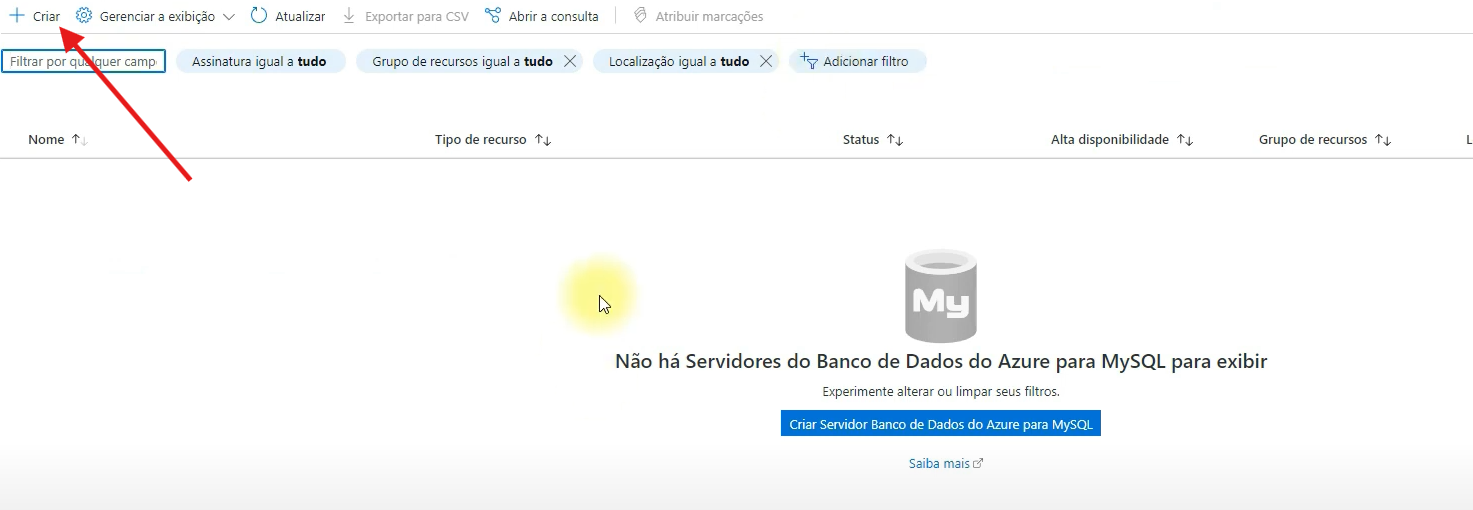 Criar Gerenciar a exibição Atualizar Exportar para CSV Abrir a consulta Atribuir marcações
Filtrar por qualquer camp Assinatura igual a tudo Grupo de recursos igual a tudo Localização igual a tudo Adicionar filtro
Nome Tipo de recurso Status Alta disponibilidade Grupo de recursos L
My
Não há Servidores do Banco de Dados do Azure para MySQL para exibir
Experimente alterar ou limpar seus filtros.
Criar Servidor Banco de Dados do Azure para MySQL
Saiba mais